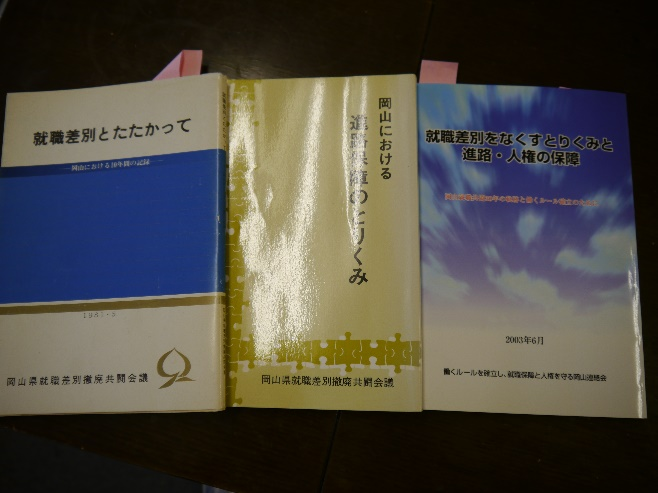 就職差別とたたかって
岡山県就職差別撤廃共闘会議
岡山における
進路保障のとりくみ
岡山県就職差別撤廃共闘会議
就職差別をなくすとりくみと
進路・人権の保障
2003年6月
働くルールを確立し、就職保障と人権を守る岡山連絡会